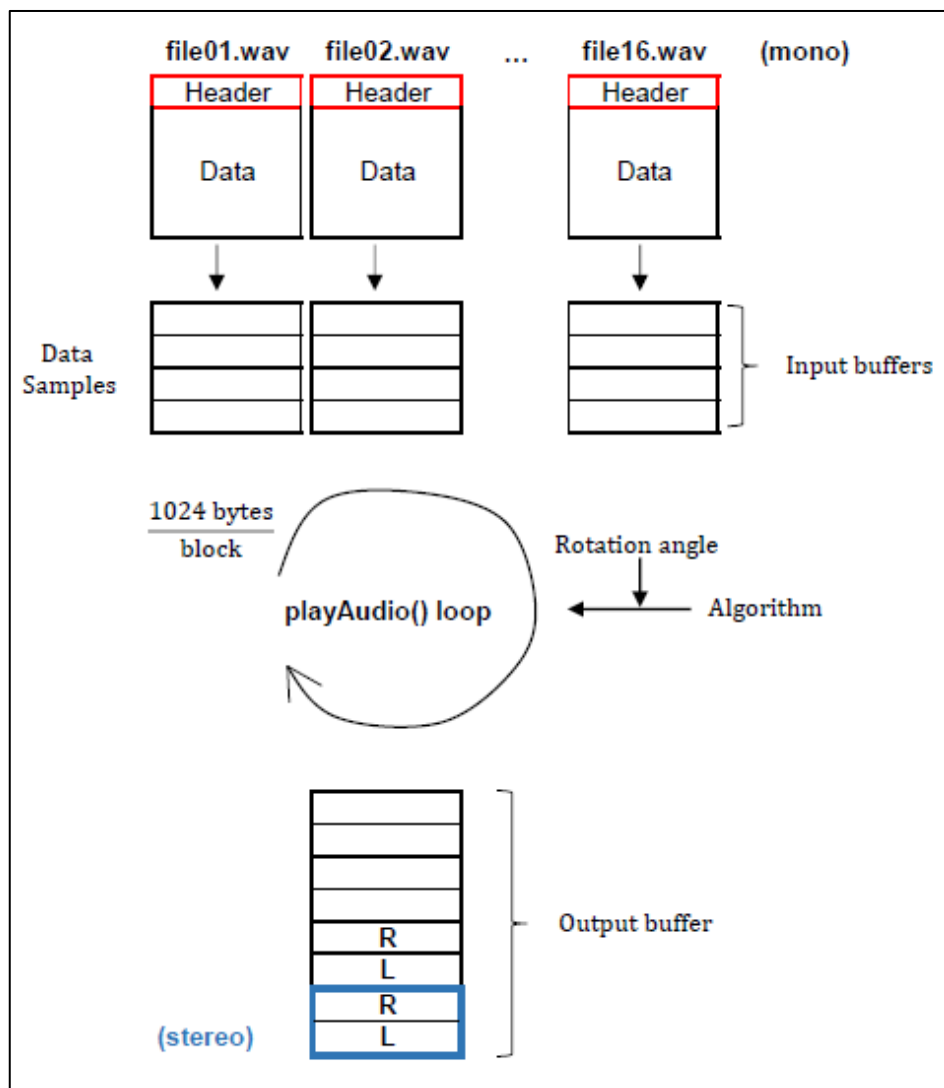 file01.wav file02.wav ... file16.wav (mono)
Header Header Header
Data Data Data
Data
Samples
Input buffers
1024 bytes
block
Rotation angle
playAudio() loop
Algorithm
Output buffer
R
L
R
L
(stereo)